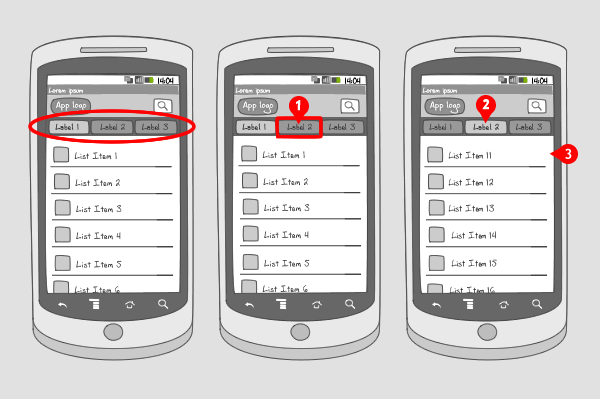 14:04
Lorem ipsum
App logo
Label 1 Label 2 Label 3
List Item 1
List Item 2
List Item 3
List Item 4
List Item 5
List Item 6
14:04
Lorem ipsum
App logo
1
Label 1 Label 2 Label 3
List Item 1
List Item 2
List Item 3
List Item 4
List Item 5
List Item 6
14:04
Lorem ipsum
App logo
2
Label 1 Label 2 Label 3
3
List Item 11
List Item 12
List Item 13
List Item 14
List Item 15
List Item 16